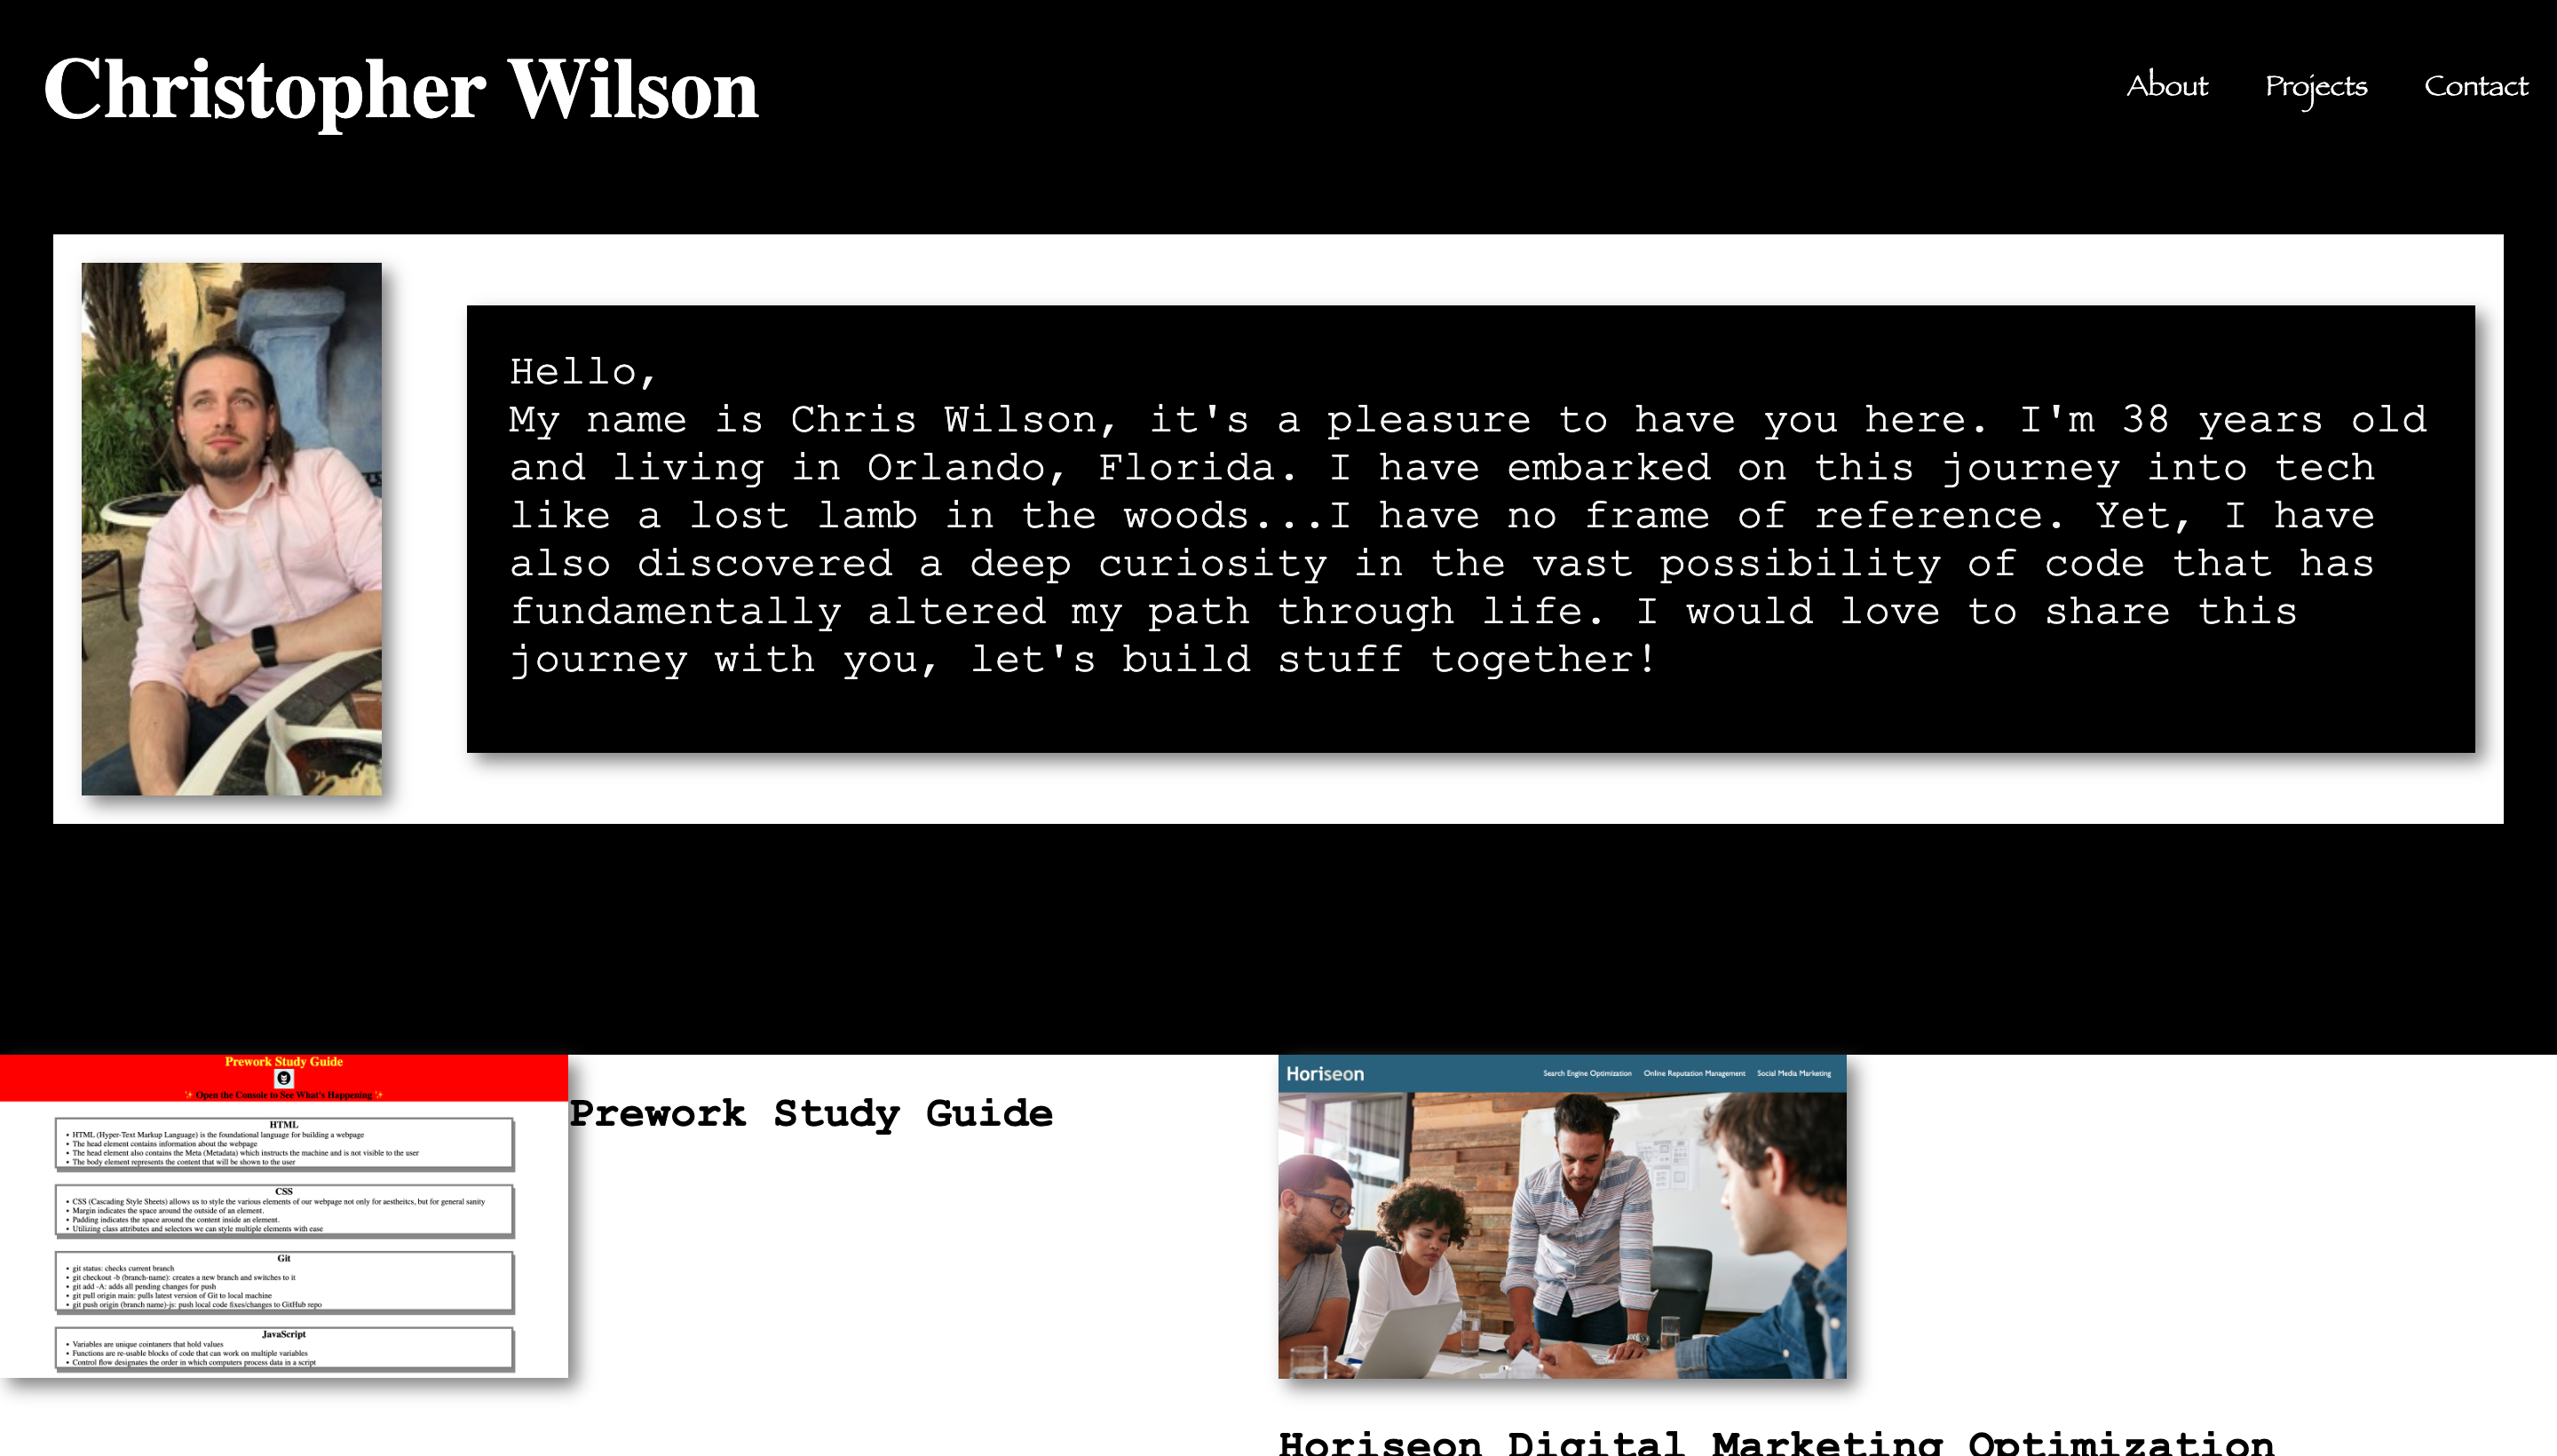 Christopher Wilson
About Projects Contact
Hello,
My name is Chris Wilson, it's a pleasure to have you here. I'm 38 years old
and living in Orlando, Florida. I have embarked on this journey into tech
like a lost lamb in the woods...I have no frame of reference. Yet, I have
also discovered a deep curiosity in the vast possibility of code that has
fundamentally altered my path through life. I would love to share this
journey with you, let's build stuff together!
Prework Study Guide
✨ Open the Console to See What's Happening ✨
HTML
• HTML (Hyper-Text Markup Language) is the foundational language for building a webpage
• The head element contains information about the webpage
• The head element also contains the Meta (Metadata) which instructs the machine and is not visible to the user
• The body element represents the content that will be shown to the user
CSS
• CSS (Cascading Style Sheets) allows us to style the various elements of our webpage not only for aestheitcs, but for general sanity
• Margin indicates the space around the outside of an element.
• Padding indicates the space around the content inside an element.
• Utilizing class attributes and selectors we can style multiple elements with ease
Git
• git status: checks current branch
• git checkout -b (branch-name): creates a new branch and switches to it
• git add -A: adds all pending changes for push
• git pull origin main: pulls latest version of Git to local machine
• git push origin (branch name)-js: push local code fixes/changes to GitHub repo
JavaScript
• Variables are unique cointaners that hold values
• Functions are re-usable blocks of code that can work on multiple variables
• Control flow designates the order in which computers process data in a script
Prework Study Guide
Horiseon
Search Engine Optimization Online Reputation Management Social Media Marketing
Horiseon Digital Marketing Optimization